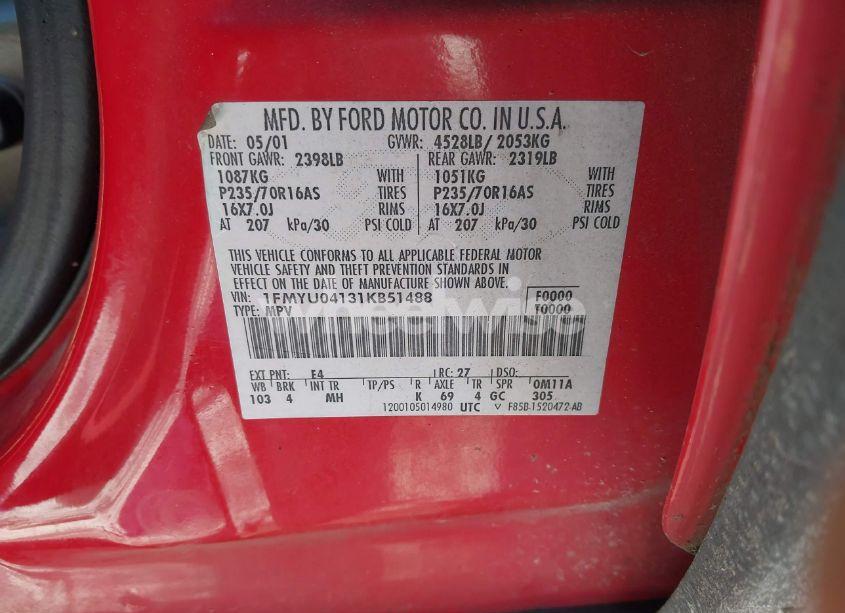 MFD. BY FORD MOTOR CO. IN U.S.A.
DATE: 05/01 GVWR: 4528LB / 2053KG
FRONT GAWR: 2398LB REAR GAWR: 2319LB
1087KG WITH 1051KG WITH
P235/70R16AS TIRES P235/70R16AS TIRES
16X7.0J RIMS 16X7.0J RIMS
AT 207 kPa/30 PSI COLD AT 207 kPa/30 PSI COLD
THIS VEHICLE CONFORMS TO ALL APPLICABLE FEDERAL MOTOR
VEHICLE SAFETY AND THEFT PREVENTION STANDARDS IN
EFFECT ON THE DATE OF MANUFACTURE SHOWN ABOVE.
VIN: 1FMYU04131KB51488 F0000
TYPE: MPV T0000
wheelwise
EXT PNT: E4 RC: 27 DSO:
WB BRK INT TR TP/PS R AXLE TR SPR 0M11A
103 4 MH K 69 4 GC 305
1200105014980 UTC F85B-1520472-AB